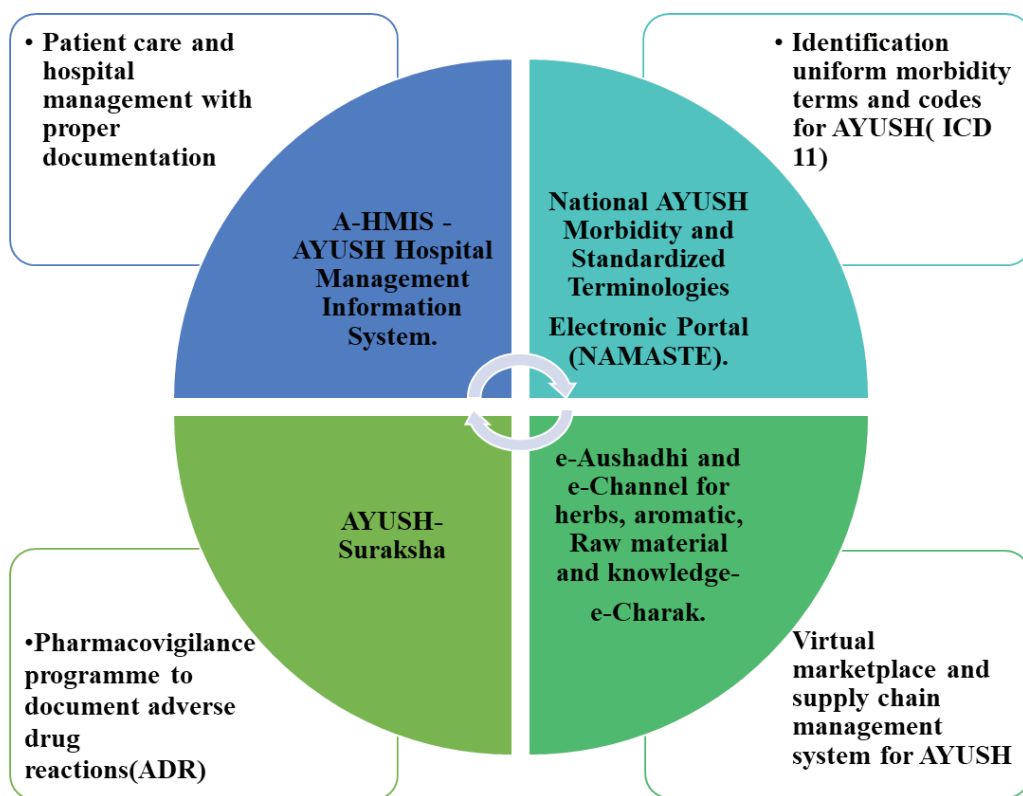 • Patient care and
hospital
management with
proper
documentation
• Identification
uniform morbidity
terms and codes
for AYUSH( ICD
11)
A-HMIS -
AYUSH Hospital
Management
Information
System.
National AYUSH
Morbidity and
Standardized
Terminologies
Electronic Portal
(NAMASTE).
AYUSH-
Suraksha
e-Aushadhi and
e-Channel for
herbs, aromatic,
Raw material
and knowledge-
e-Charak.
•Pharmacovigilance
programme to
document adverse
drug
reactions(ADR)
Virtual
marketplace and
supply chain
management
system for AYUSH